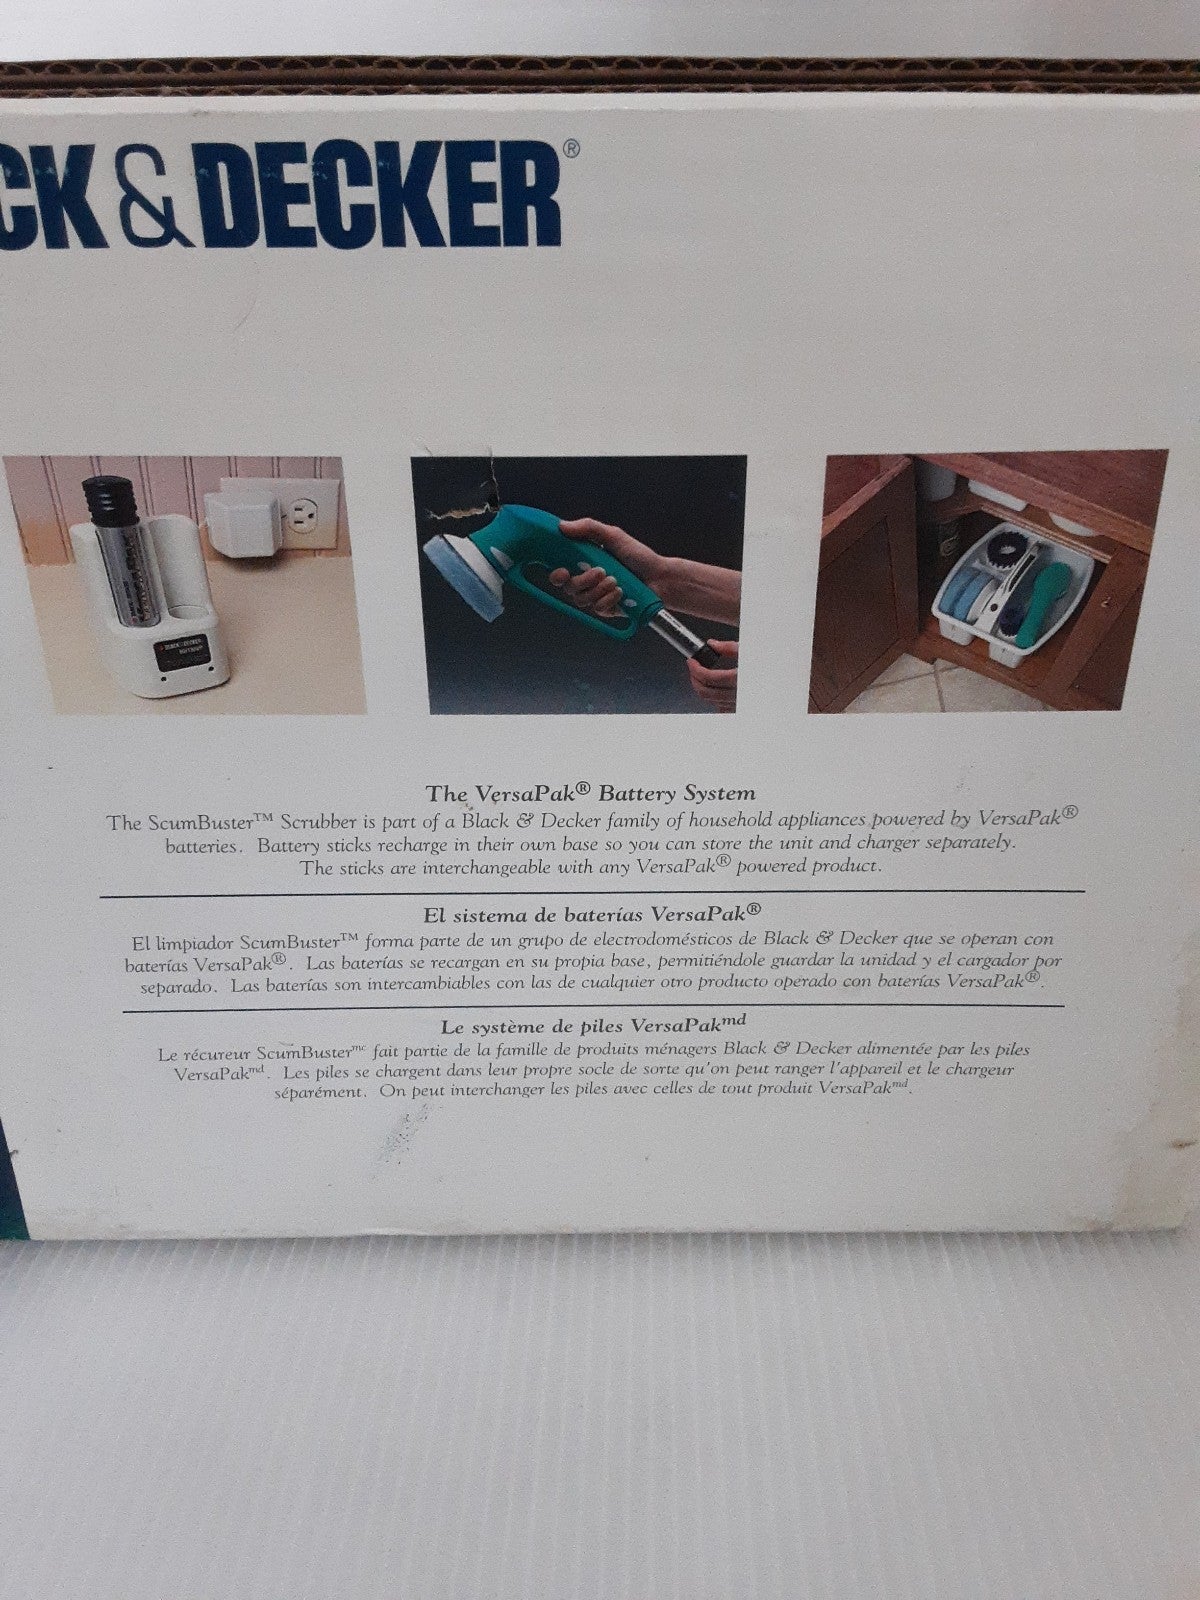 CK & DECKER®
BLACK & DECKER
The VersaPak® Battery System
The ScumBuster™ Scrubber is part of a Black & Decker family of household appliances powered by VersaPak®
batteries. Battery sticks recharge in their own base so you can store the unit and charger separately.
The sticks are interchangeable with any VersaPak® powered product.
El sistema de baterías VersaPak®
El limpiador ScumBuster™ forma parte de un grupo de electrodomésticos de Black & Decker que se operan con
baterías VersaPak®. Las baterías se recargan en su propia base, permitiéndole guardar la unidad y el cargador por
separado. Las baterías son intercambiables con las de cualquier otro producto operado con baterías VersaPak®.
Le système de piles VersaPakmd
Le récureur ScumBustermc fait partie de la famille de produits ménagers Black & Decker alimentée par les piles
VersaPakmd. Les piles se chargent dans leur propre socle de sorte qu'on peut ranger l'appareil et le chargeur
séparément. On peut interchanger les piles avec celles de tout produit VersaPakmd.